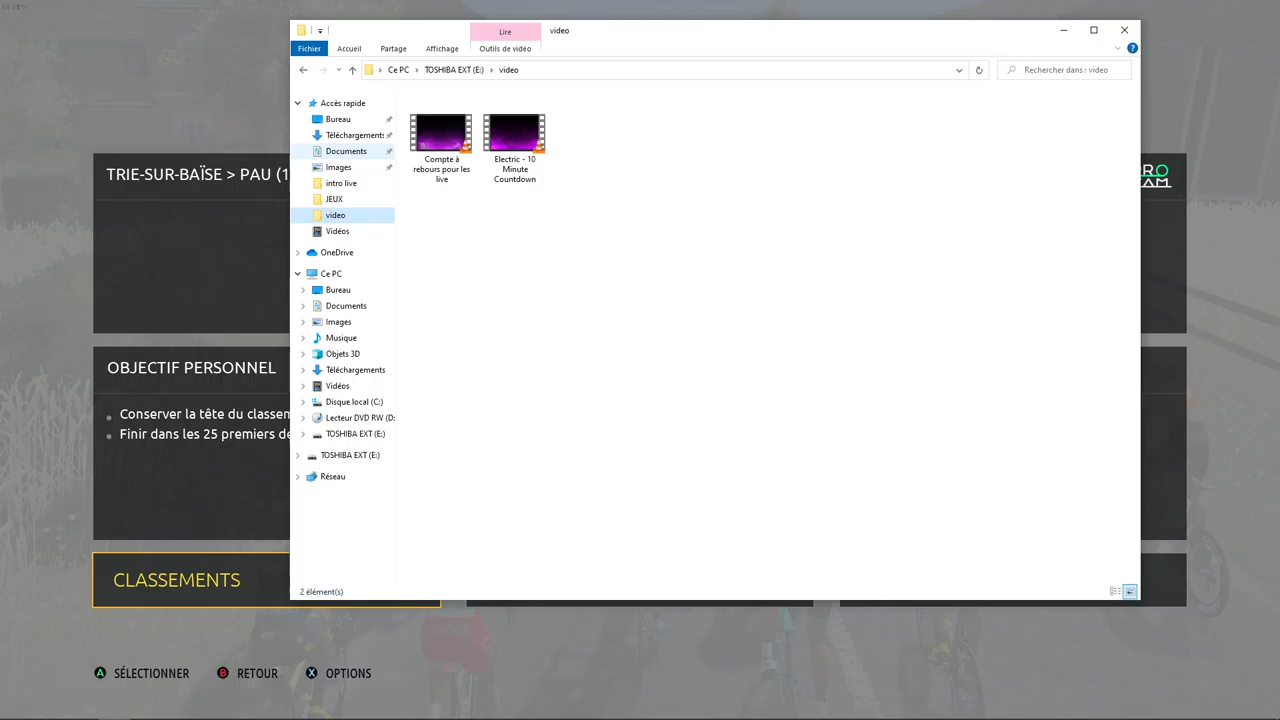 Lire
video
Fichier
Accueil
Partage
Affichage
Outils de vidéo
Ce PC > TOSHIBA EXT (E:) > video
Rechercher dans : video
Accès rapide
Bureau
Téléchargements
Documents
Images
intro live
JEUX
video
Vidéos
OneDrive
Ce PC
Bureau
Documents
Images
Musique
Objets 3D
Téléchargements
Vidéos
Disque local (C:)
Lecteur DVD RW (D:
TOSHIBA EXT (E:)
TOSHIBA EXT (E:)
Réseau
Compte à
rebours pour les
live
Electric - 10
Minute
Countdown
2 élément(s)
TRIE-SUR-BAÏSE > PAU (1
RO
AM
OBJECTIF PERSONNEL
Conserver la tête du classem
Finir dans les 25 premiers de
CLASSEMENTS
A SÉLECTIONNER
B RETOUR
X OPTIONS